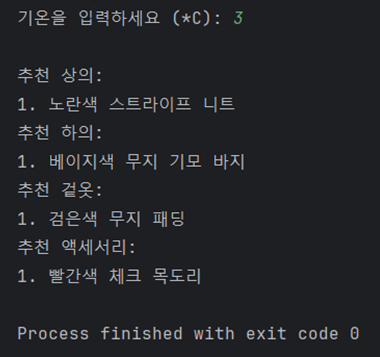 기온을 입력하세요 (*C): 3
추천 상의:
1. 노란색 스트라이프 니트
추천 하의:
1. 베이지색 무지 기모 바지
추천 겉옷:
1. 검은색 무지 패딩
추천 액세서리:
1. 빨간색 체크 목도리
Process finished with exit code 0